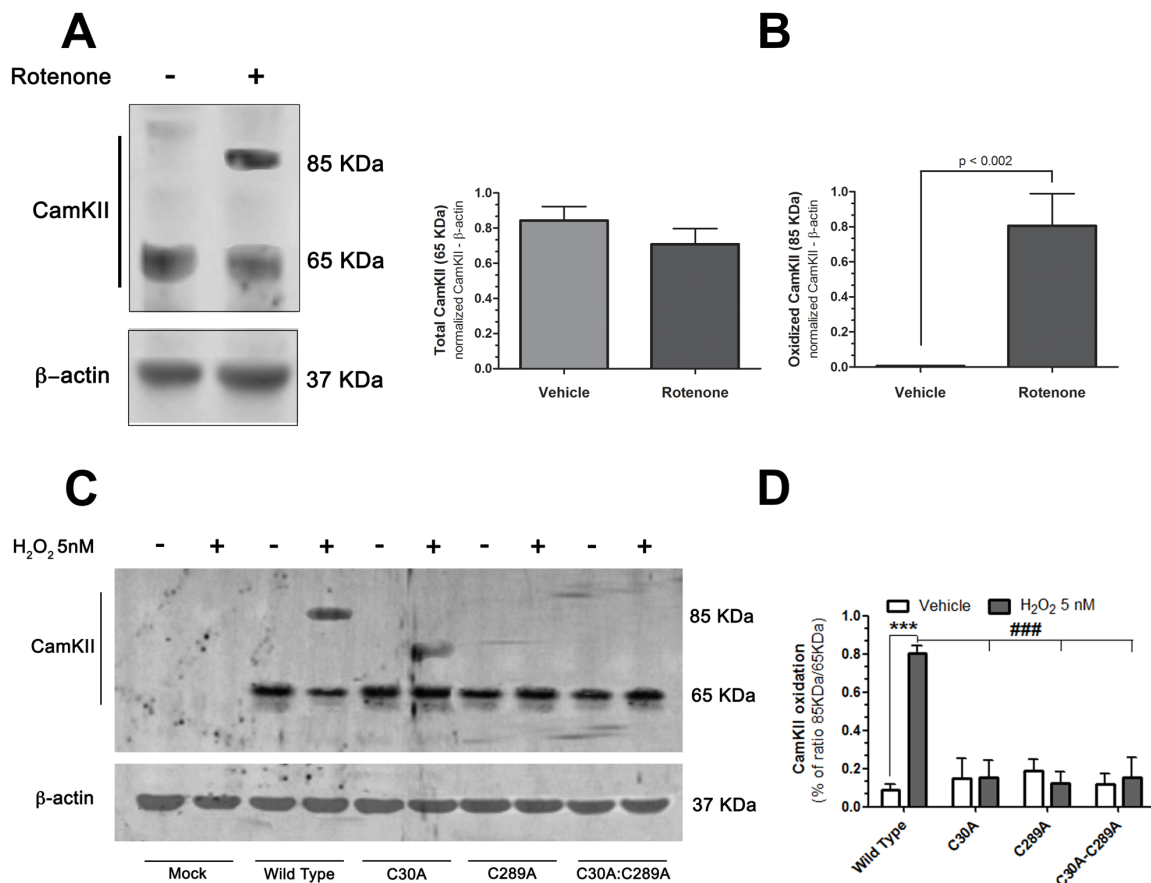 A
B
Rotenone - +
CamKII
85 KDa
65 KDa
β-actin
37 KDa
Total CamKII (65 KDa)
normalized CamKII - β-actin
1.0
0.8
0.6
0.4
0.2
0.0
Vehicle Rotenone
Oxidized CamKII (85 KDa)
normalized CamKII - β-actin
p < 0.002
1.0
0.8
0.6
0.4
0.2
0.0
Vehicle Rotenone
C
D
H₂O₂ 5nM - + - + - + - + - +
CamKII
85 KDa
65 KDa
β-actin
37 KDa
Mock Wild Type C30A C289A C30A:C289A
CamKII oxidation
(% of ratio 85KDa/65KDa)
Vehicle H₂O₂ 5 nM
*** ###
1.0
0.8
0.6
0.4
0.2
0.0
Wild Type C30A C289A C30A-C289A